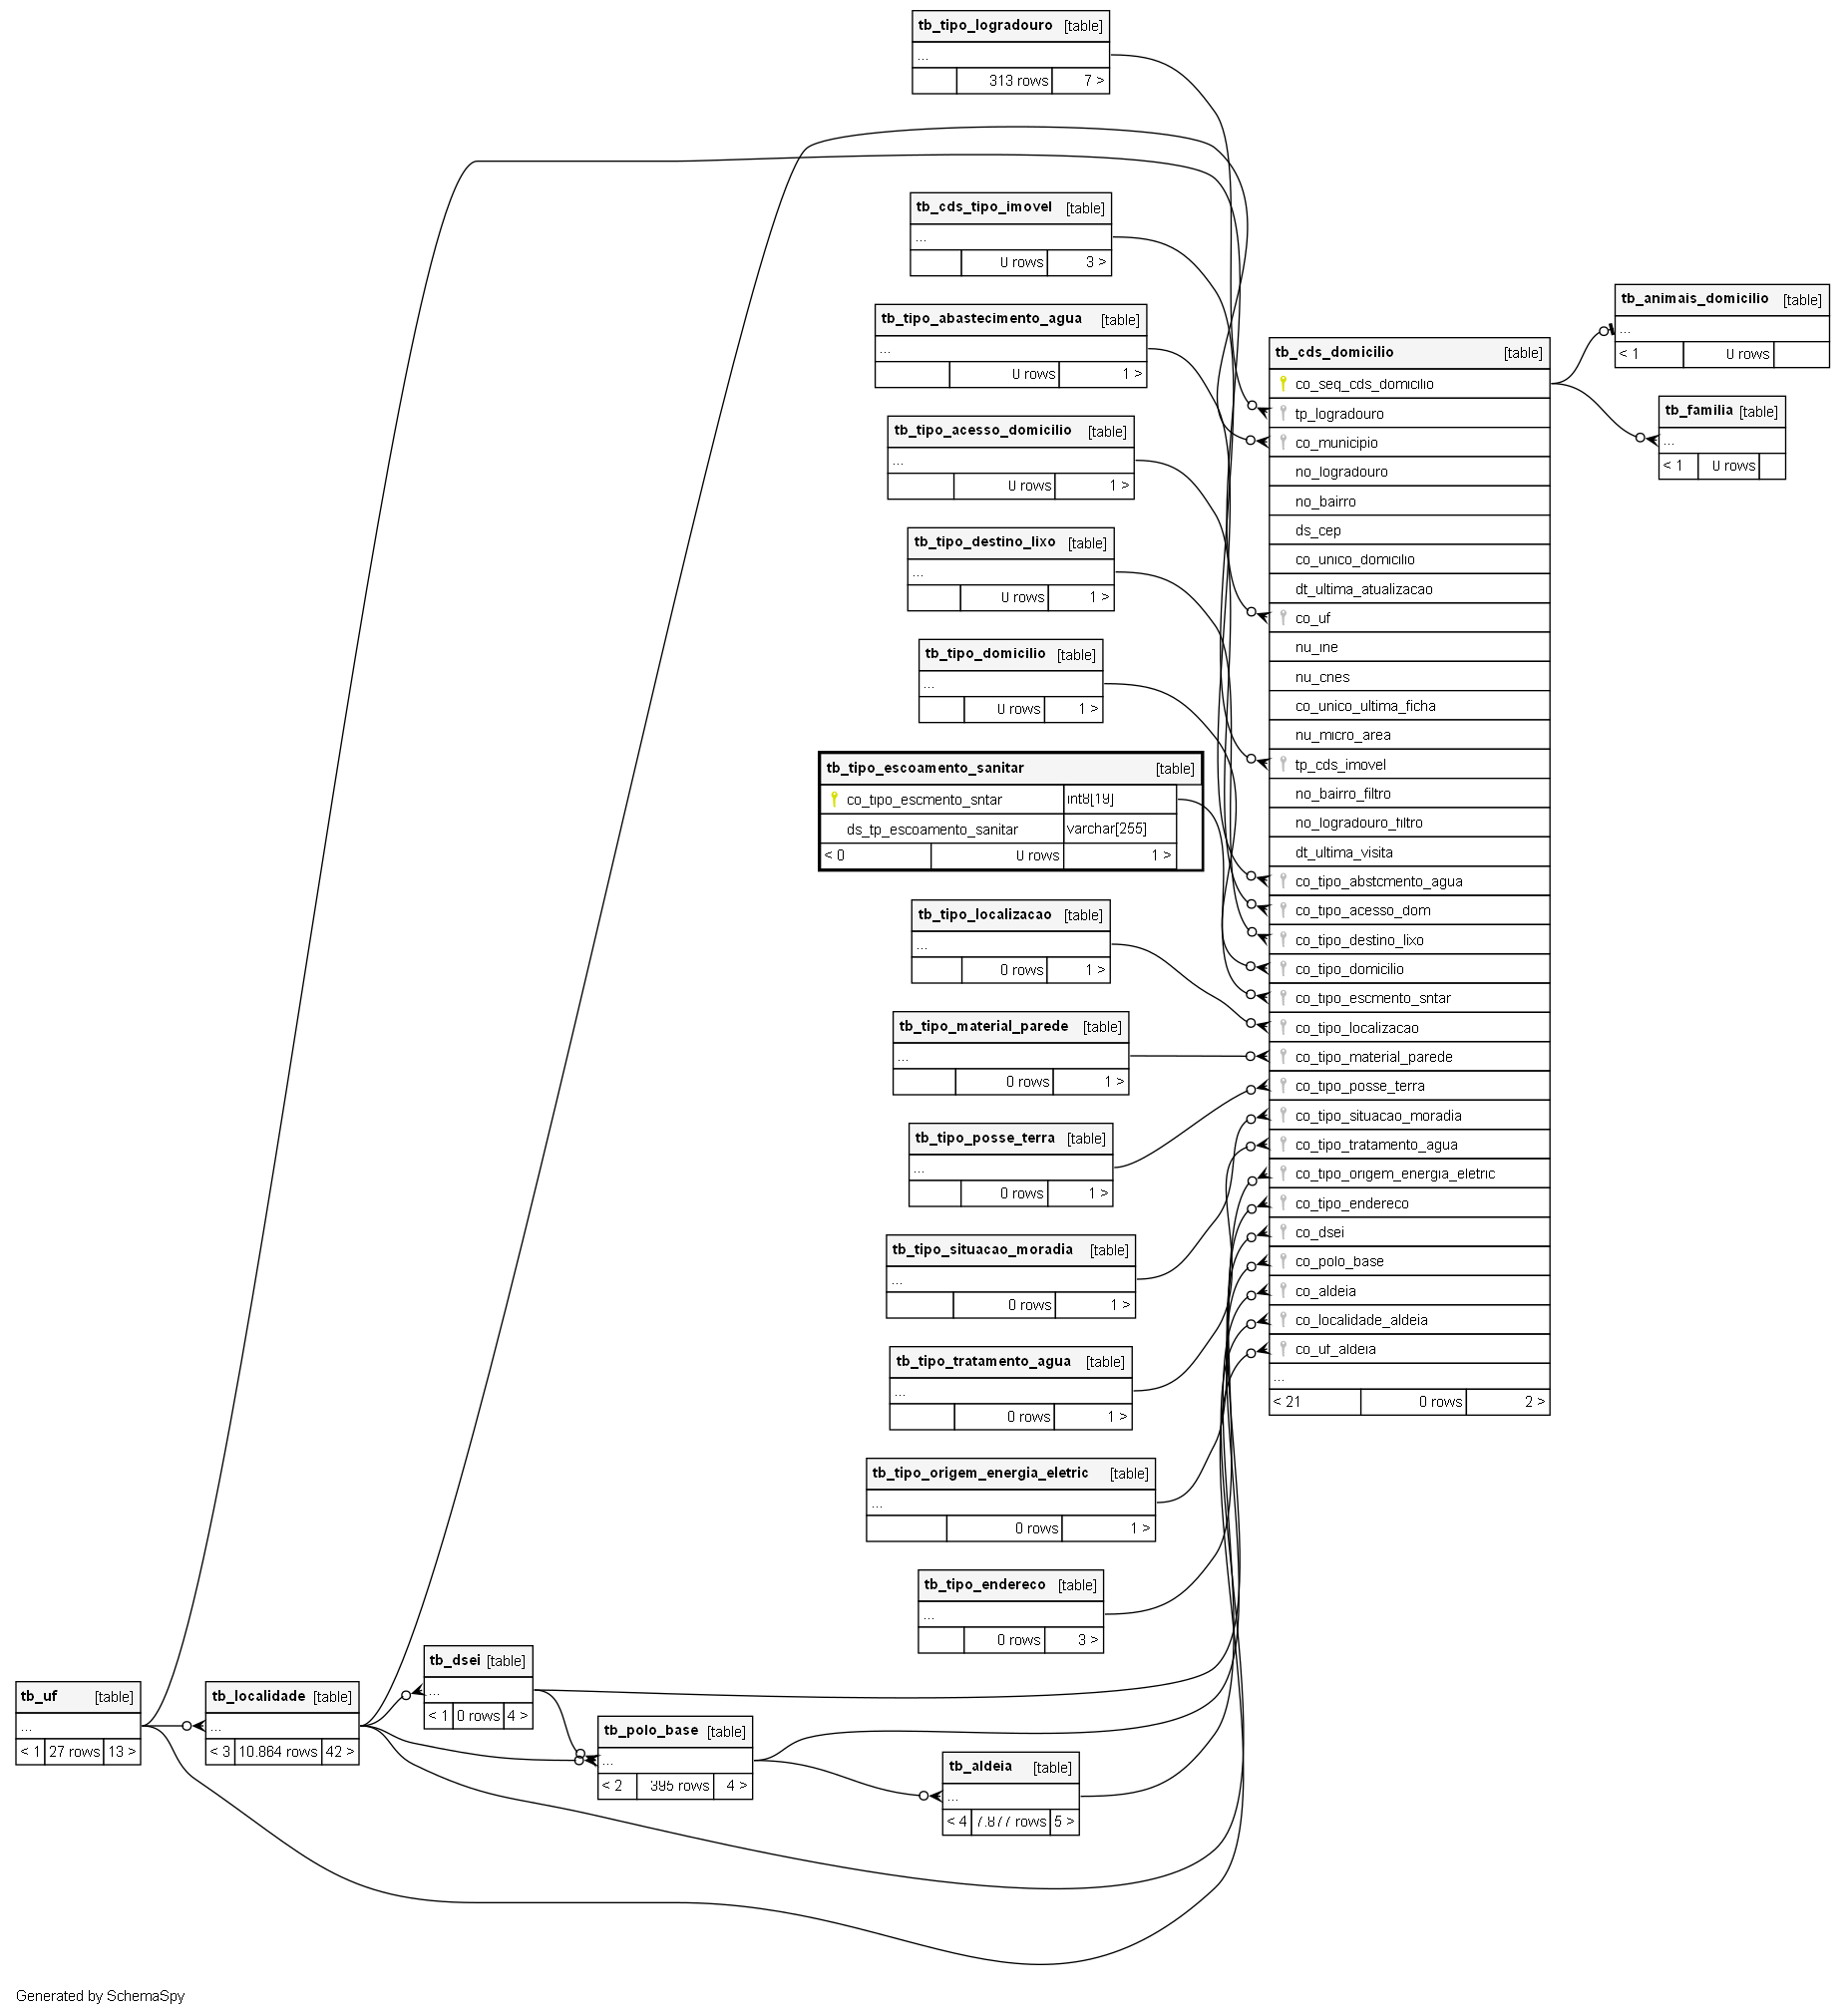 tb_tipo_logradouro [table]
...
313 rows 7 >
tb_cds_tipo_imovel [table]
...
0 rows 3 >
tb_tipo_abastecimento_agua [table]
...
0 rows 1 >
tb_tipo_acesso_domicilio [table]
...
0 rows 1 >
tb_tipo_destino_lixo [table]
...
0 rows 1 >
tb_tipo_domicilio [table]
...
0 rows 1 >
tb_tipo_escoamento_sanitar [table]
co_tipo_escmento_sntar int8[19]
ds_tp_escoamento_sanitar varchar[255]
< 0 0 rows 1 >
tb_tipo_localizacao [table]
...
0 rows 1 >
tb_tipo_material_parede [table]
...
0 rows 1 >
tb_tipo_posse_terra [table]
...
0 rows 1 >
tb_tipo_situacao_moradia [table]
...
0 rows 1 >
tb_tipo_tratamento_agua [table]
...
0 rows 1 >
tb_tipo_origem_energia_eletric [table]
...
0 rows 1 >
tb_tipo_endereco [table]
...
0 rows 3 >
tb_uf [table]
...
< 1 27 rows 13 >
tb_localidade [table]
...
< 3 10.864 rows 42 >
tb_dsei [table]
...
< 1 0 rows 4 >
tb_polo_base [table]
...
< 2 395 rows 4 >
tb_aldeia [table]
...
< 4 7.877 rows 5 >
tb_cds_domicilio [table]
co_seq_cds_domicilio
tp_logradouro
co_municipio
no_logradouro
no_bairro
ds_cep
co_unico_domicilio
dt_ultima_atualizacao
co_uf
nu_ine
nu_cnes
co_unico_ultima_ficha
nu_micro_area
tp_cds_imovel
no_bairro_filtro
no_logradouro_filtro
dt_ultima_visita
co_tipo_abstcmento_agua
co_tipo_acesso_dom
co_tipo_destino_lixo
co_tipo_domicilio
co_tipo_escmento_sntar
co_tipo_localizacao
co_tipo_material_parede
co_tipo_posse_terra
co_tipo_situacao_moradia
co_tipo_tratamento_agua
co_tipo_origem_energia_eletric
co_tipo_endereco
co_dsei
co_polo_base
co_aldeia
co_localidade_aldeia
co_uf_aldeia
...
< 21 0 rows 2 >
tb_animais_domicilio [table]
...
< 1 0 rows
tb_familia [table]
...
< 1 0 rows
Generated by SchemaSpy